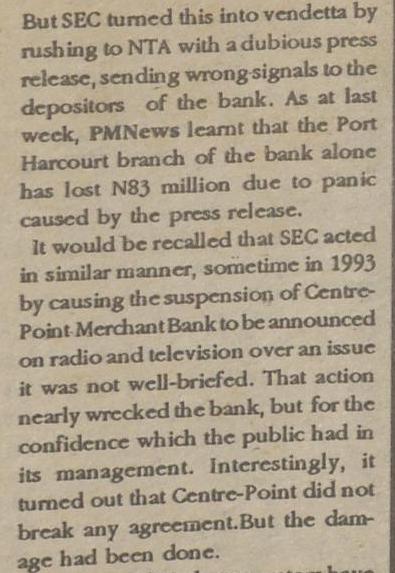 But SEC turned this into vendetta by
rushing to NTA with a dubious press
release, sending wrong signals to the
depositors of the bank. As at last
week, PMNews learnt that the Port
Harcourt branch of the bank alone
has lost N83 million due to panic
caused by the press release.
It would be recalled that SEC acted
in similar manner, sometime in 1993
by causing the suspension of Centre-
Point Merchant Bank to be announced
on radio and television over an issue
it was not well-briefed. That action
nearly wrecked the bank, but for the
confidence which the public had in
its management. Interestingly, it
turned out that Centre-Point did not
break any agreement.But the dam-
age had been done.